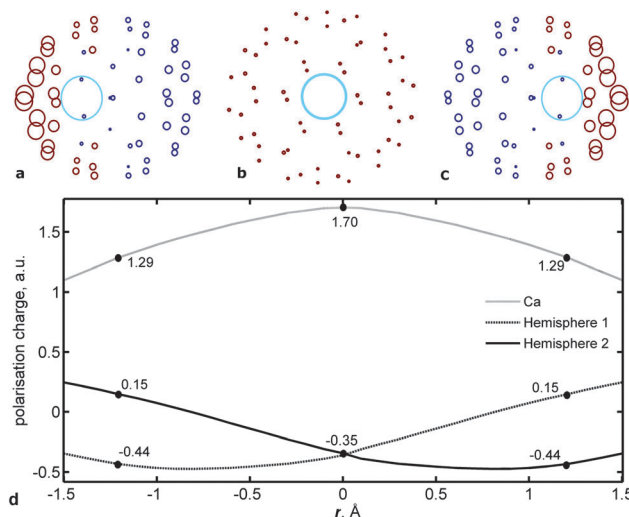 a
b
c
polarisation charge, a.u.
1.5
1
0.5
0
-0.5
1.70
1.29
1.29
Ca
Hemisphere 1
Hemisphere 2
0.15
0.15
-0.35
-0.44
-0.44
d
-1.5
-1
-0.5
0
0.5
1
1.5
r, Å